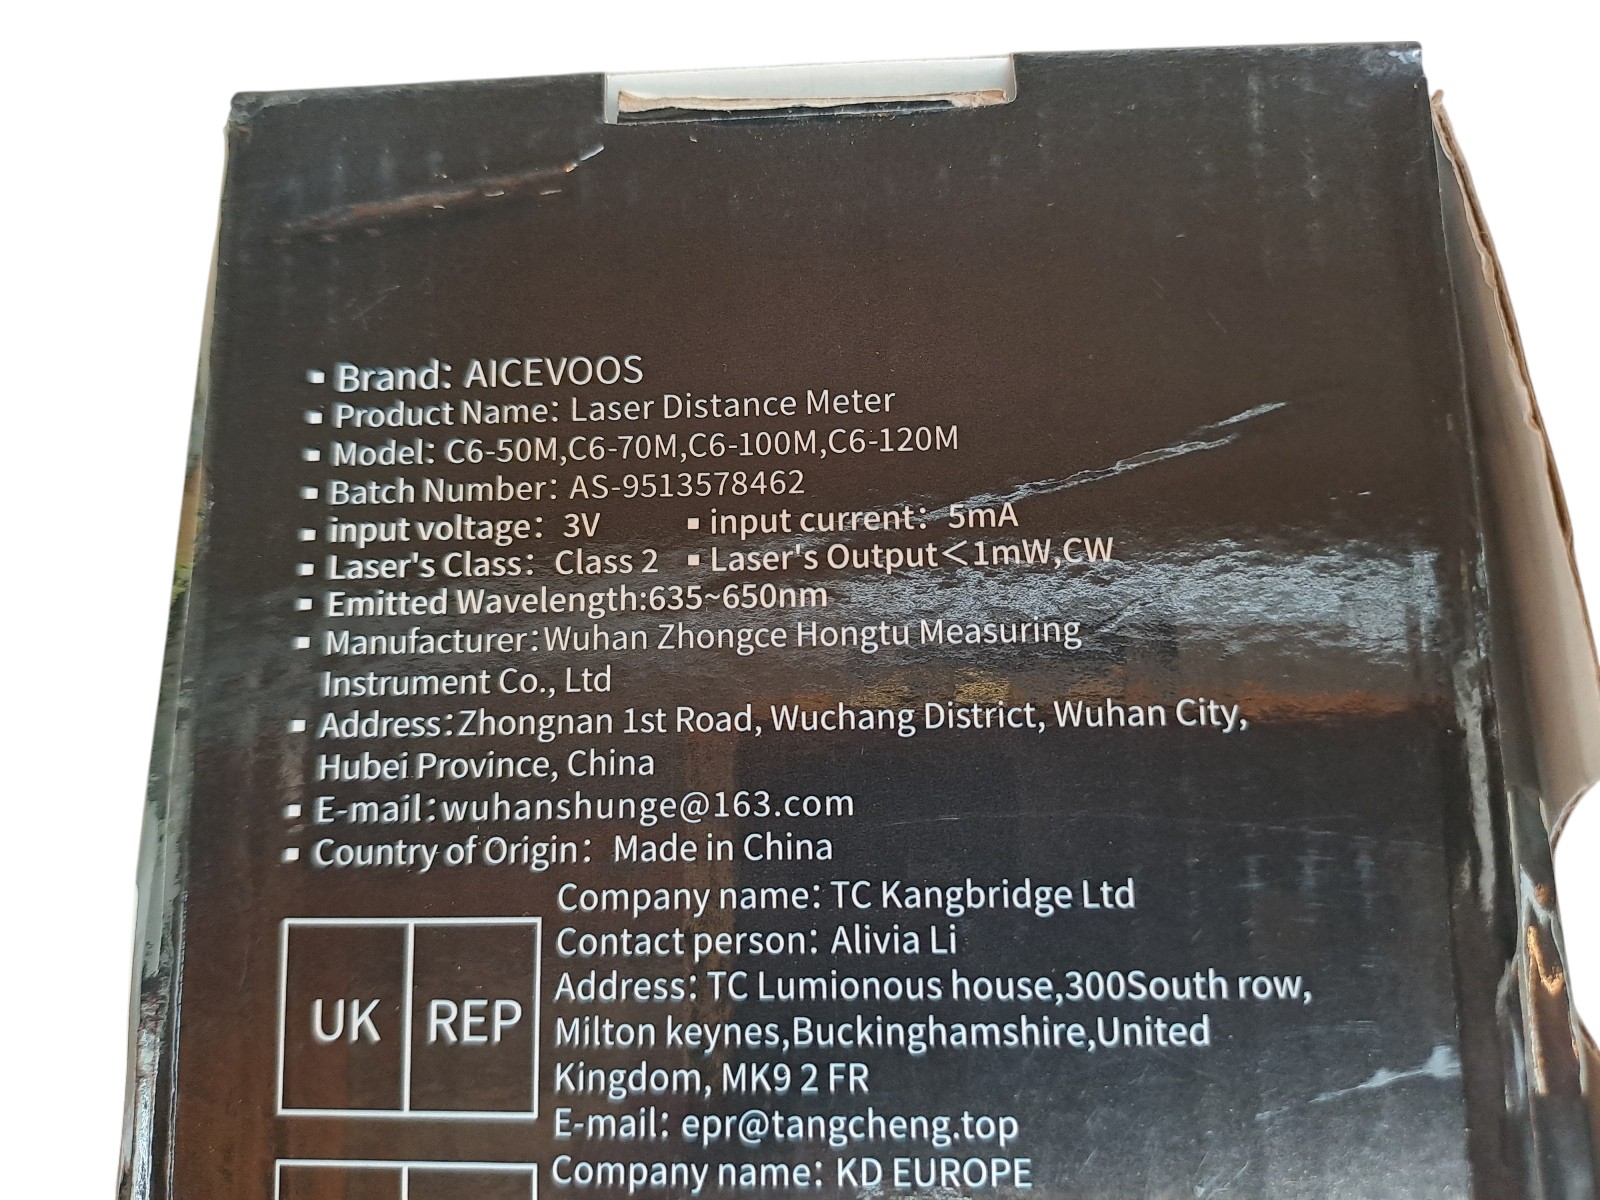 ▪ Brand: AICEVOOS
▪ Product Name: Laser Distance Meter
▪ Model: C6-50M,C6-70M,C6-100M,C6-120M
▪ Batch Number: AS-9513578462
▪ input voltage: 3V ▪ input current: 5mA
▪ Laser's Class: Class 2 ▪ Laser's Output<1mW,CW
▪ Emitted Wavelength:635~650nm
▪ Manufacturer:Wuhan Zhongce Hongtu Measuring
Instrument Co., Ltd
▪ Address:Zhongnan 1st Road, Wuchang District, Wuhan City,
Hubei Province, China
▪ E-mail:wuhanshunge@163.com
▪ Country of Origin: Made in China
UK REP
Company name: TC Kangbridge Ltd
Contact person: Alivia Li
Address: TC Lumionous house,300South row,
Milton keynes,Buckinghamshire,United
Kingdom, MK9 2 FR
E-mail: epr@tangcheng.top
Company name: KD EUROPE